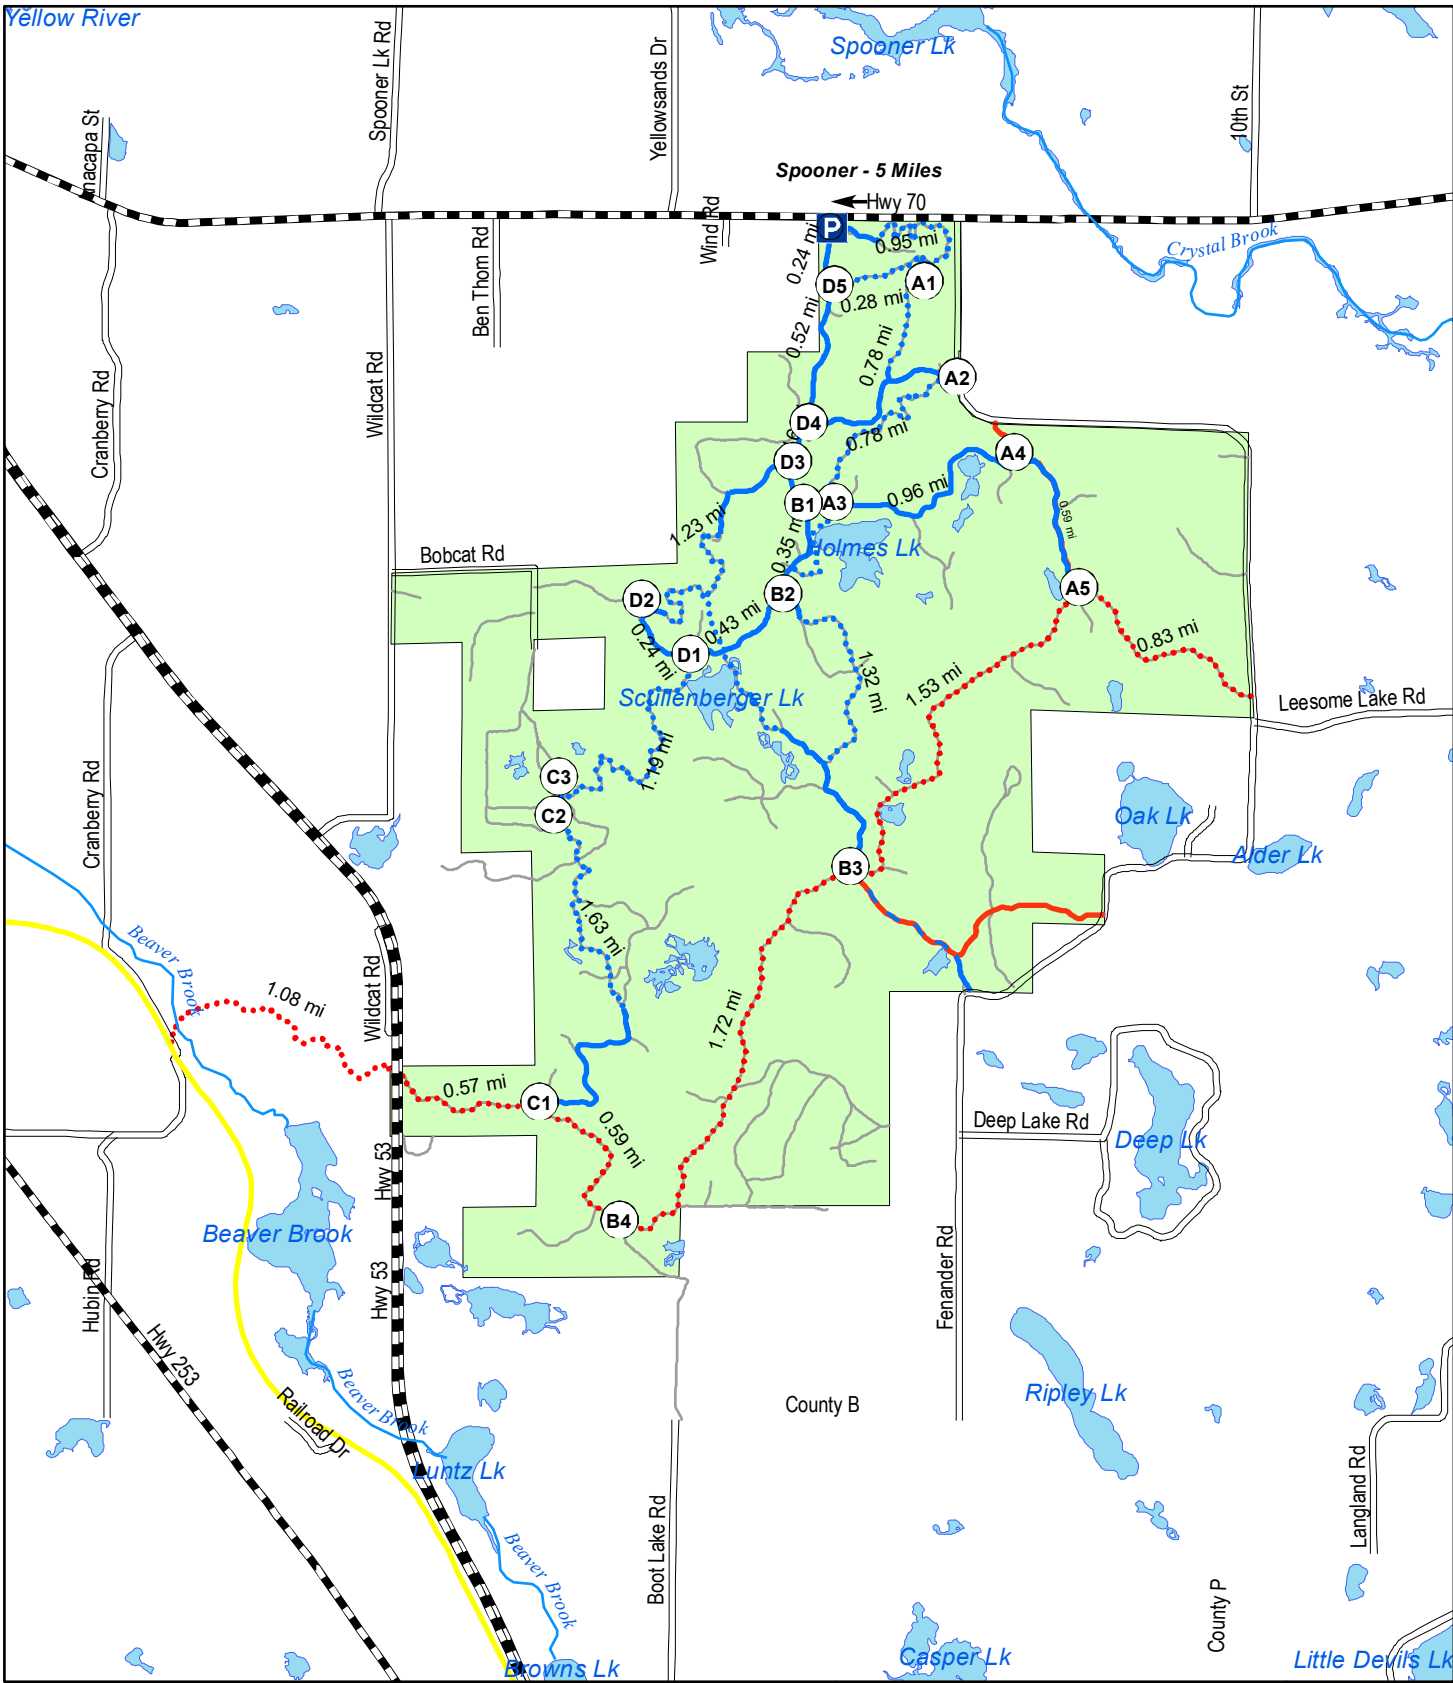 Yellow River
Spooner Lk
Spooner Lk Rd
Yellowsands Dr
10th St
nacapa St
Spooner - 5 Miles
Hwy 70
P
Wind Rd
Ben Thom Rd
Crystal Brook
0.24 mi
0.95 mi
D5
A1
0.28 mi
0.52 mi
0.78 mi
Cranberry Rd
Wildcat Rd
A2
D4
0.78 mi
D3
A4
B1
A3
0.96 mi
0.59 mi
1.23 mi
0.35 m
Holmes Lk
Bobcat Rd
D2
B2
A5
0.43 mi
0.24 mi
D1
0.83 mi
1.32 mi
1.53 mi
Scullenberger Lk
Leesome Lake Rd
1.19 mi
C3
C2
Cranberry Rd
Oak Lk
Alder Lk
B3
1.63 mi
Beaver Brook
Wildcat Rd
1.08 mi
1.72 mi
0.57 mi
C1
0.59 mi
Deep Lake Rd
Deep Lk
Hwy 53
B4
Beaver Brook
Hubin Rd
Hwy 53
Fenander Rd
Hwy 253
Beaver Brook
Railroad Dr
County B
Ripley Lk
Luntz Lk
Langland Rd
Boot Lake Rd
Beaver Brook
County P
Browns Lk
Casper Lk
Little Devils Lk